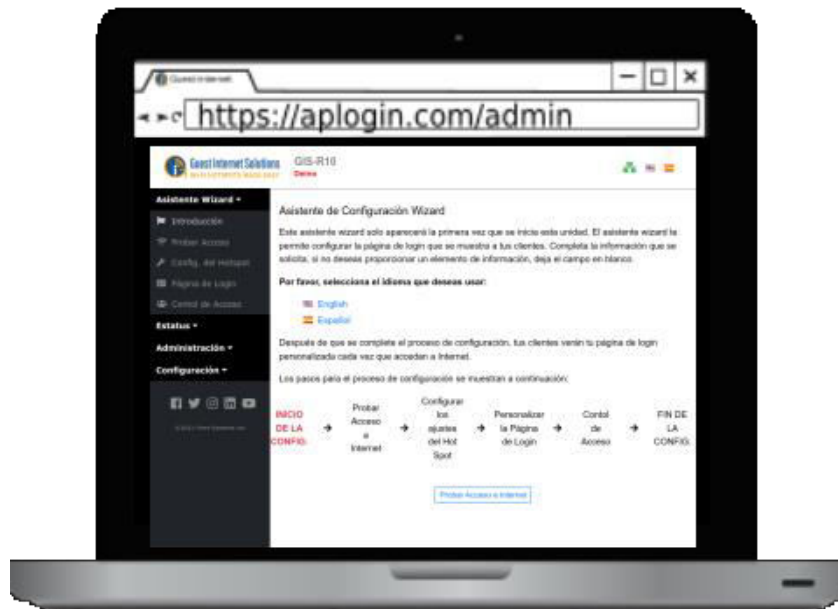 Guest Internet
https://aplogin.com/admin
Guest Internet Solutions
GIS-R10
Demo
Asistente Wizard
Introducción
Probar Acceso
Config. del Hotspot
Página de Login
Contol de Acceso
Estatus
Administración
Configuración
Asistente de Configuración Wizard
Este asistente wizard solo aparecerá la primera vez que se inicie esta unidad. El asistente wizard te
permite configurar la página de login que se muestra a tus clientes. Completa la información que se
solicita, si no deseas proporcionar un elemento de información, deja el campo en blanco.
Por favor, selecciona el idioma que deseas usar:
English
Español
Después de que se complete el proceso de configuración, tus clientes verán tu página de login
personalizada cada vez que accedan a Internet.
Los pasos para el proceso de configuración se muestran a continuación:
INICIO
DE LA
CONFIG.
Probar
Acceso
a
Internet
Configurar
los
ajustes
del Hot
Spot
Personalizar
la Página
de Login
Contol
de
Acceso
FIN DE
LA
CONFIG.
Probar Acceso a Internet